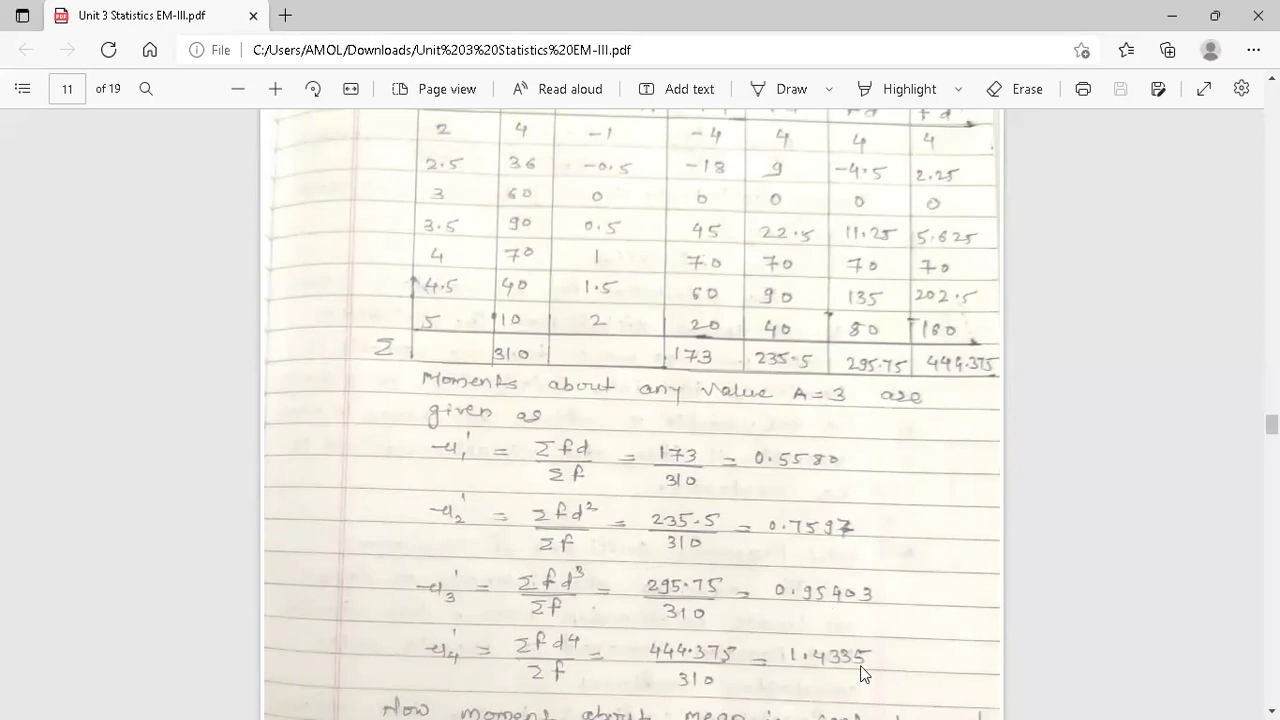 Unit 3 Statistics EM-III.pdf
File C:/Users/AMOL/Downloads/Unit%203%20Statistics%20EM-III.pdf
11 of 19 Page view Read aloud Add text Draw Highlight Erase
2 4 -1 -4 4 4 4
2.5 36 -0.5 -18 9 -4.5 2.25
3 60 0 0 0 0 0
3.5 90 0.5 45 22.5 11.25 5.625
4 70 1 70 70 70 70
4.5 40 1.5 60 90 135 202.5
5 10 2 20 40 80 160
Σ 310 173 235.5 295.75 444.375
Moments about any value A=3 are
given as
μ₁' = Σfd/Σf = 173/310 = 0.5580
μ₂' = Σfd²/Σf = 235.5/310 = 0.7597
μ₃' = Σfd³/Σf = 295.75/310 = 0.95403
μ₄' = Σfd⁴/Σf = 444.375/310 = 1.4335
Now moment about mean is